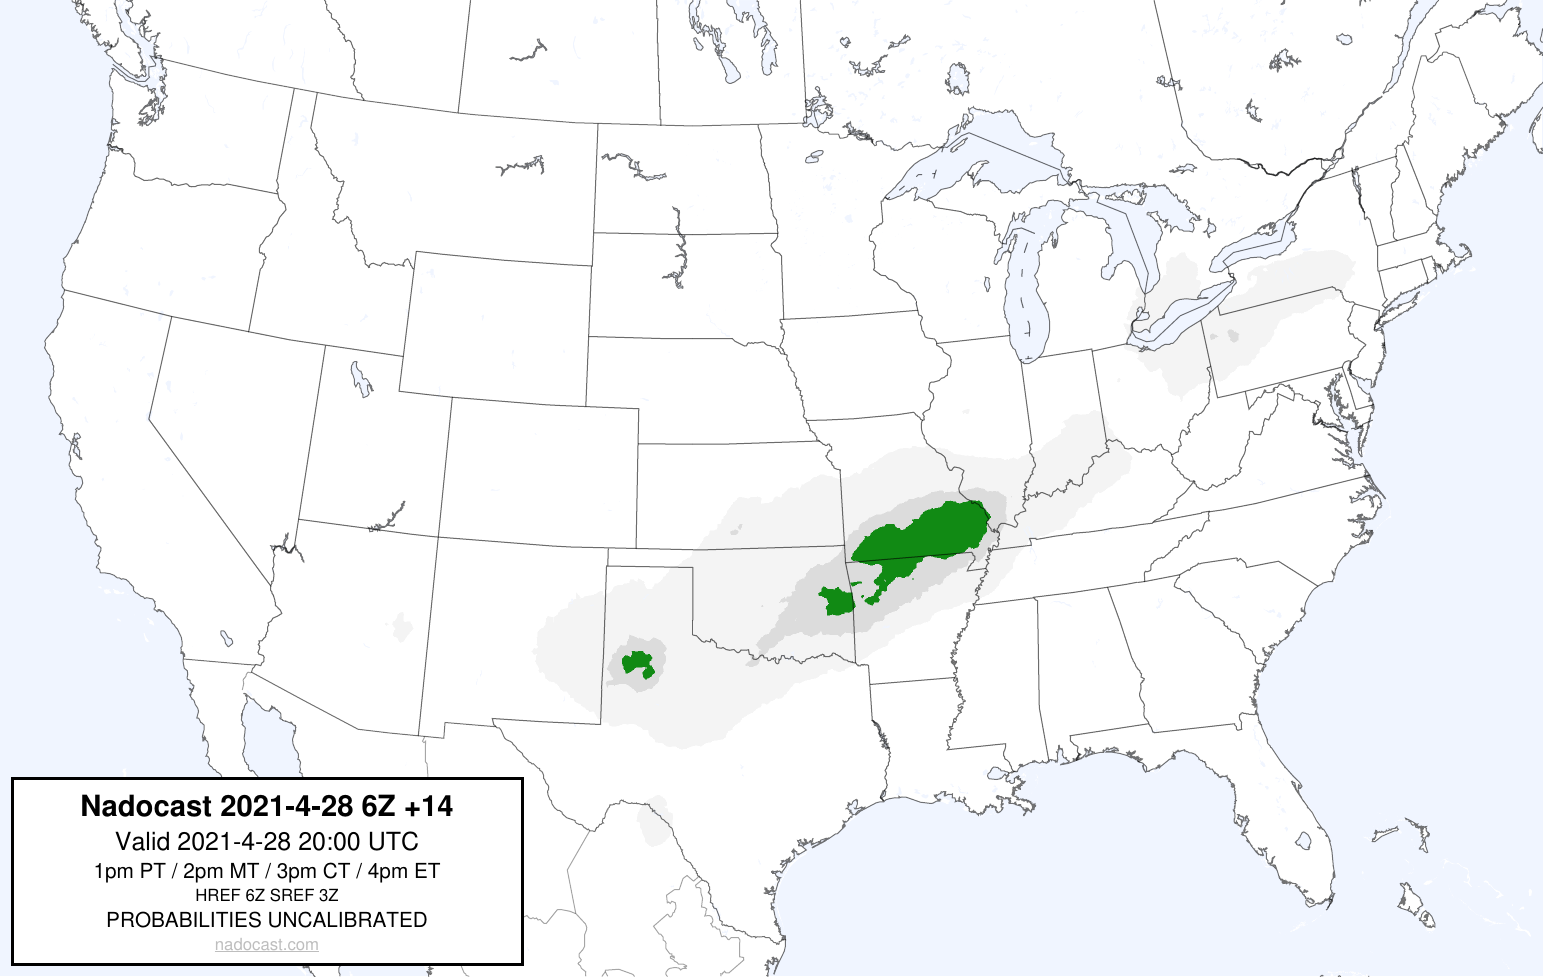 Nadocast 2021-4-28 6Z +14
Valid 2021-4-28 20:00 UTC
1pm PT / 2pm MT / 3pm CT / 4pm ET
HREF 6Z SREF 3Z
PROBABILITIES UNCALIBRATED
nadocast.com